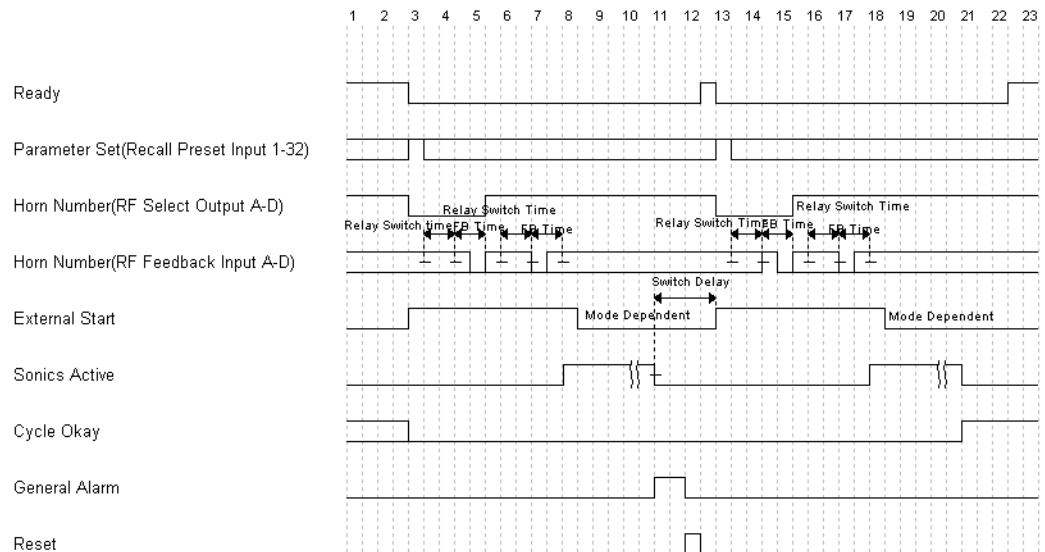 1 2 3 4 5 6 7 8 9 10 11 12 13 14 15 16 17 18 19 20 21 22 23
Ready
Parameter Set(Recall Preset Input 1-32)
Horn Number(RF Select Output A-D)
Relay Switch Time
Relay Switch Time
Relay Switch time
FB Time
FB Time
Relay Switch Time
FB Time
FB Time
Horn Number(RF Feedback Input A-D)
Switch Delay
External Start
Mode Dependent
Mode Dependent
Sonics Active
Cycle Okay
General Alarm
Reset